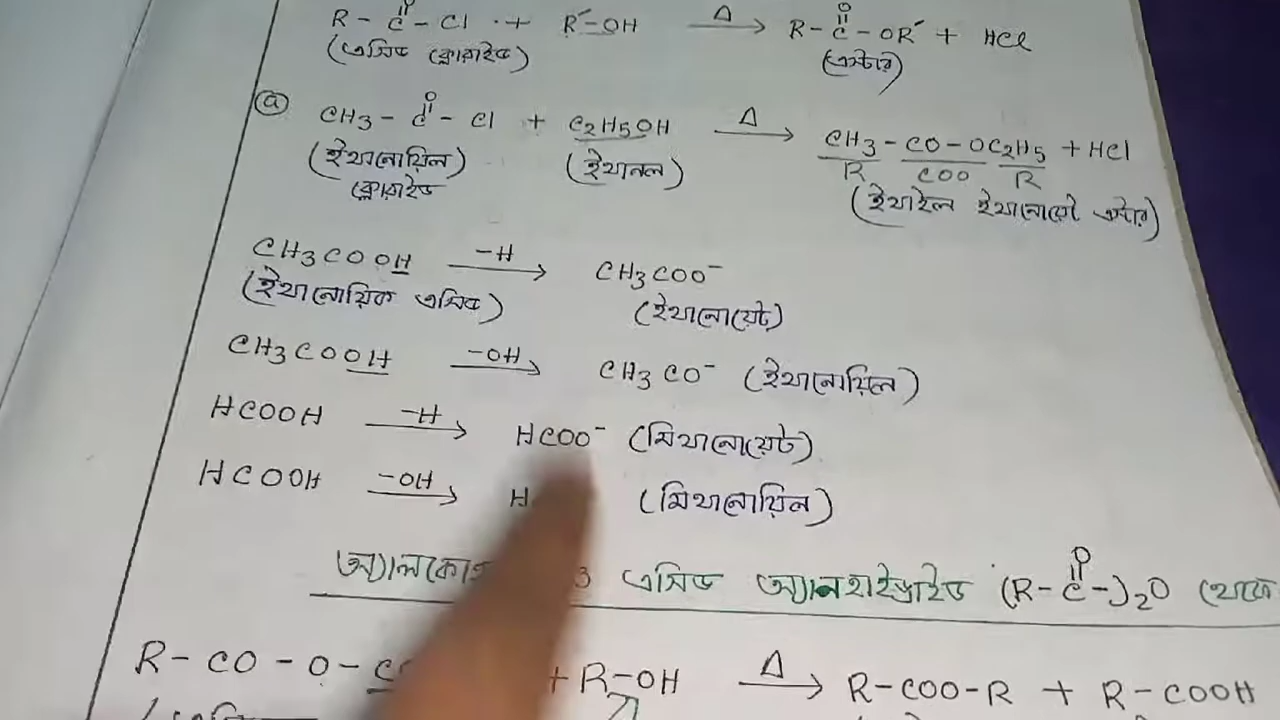 R - C(=O) - Cl + R′-OH —Δ→ R - C(=O) - OR′ + HCl
(এসিড ক্লোরাইড) (এস্টার)
ⓐ CH3 - C(=O) - Cl + C2H5OH —Δ→ CH3 - CO - OC2H5 + HCl
R COO R
(ইথানোয়িল ক্লোরাইড) (ইথানল) (ইথাইল ইথানোয়েট এস্টার)
CH3COOH —-H→ CH3COO⁻
(ইথানোয়িক এসিড) (ইথানোয়েট)
CH3COOH —-OH→ CH3CO⁻ (ইথানোয়িল)
HCOOH —-H→ HCOO⁻ (মিথানোয়েট)
HCOOH —-OH→ H (মিথানোয়িল)
এসিড অ্যানহাইড্রাইড (R-C(=O)-)2O থেকে
R - CO - O - + R-OH —Δ→ R-COO-R + R-COOH